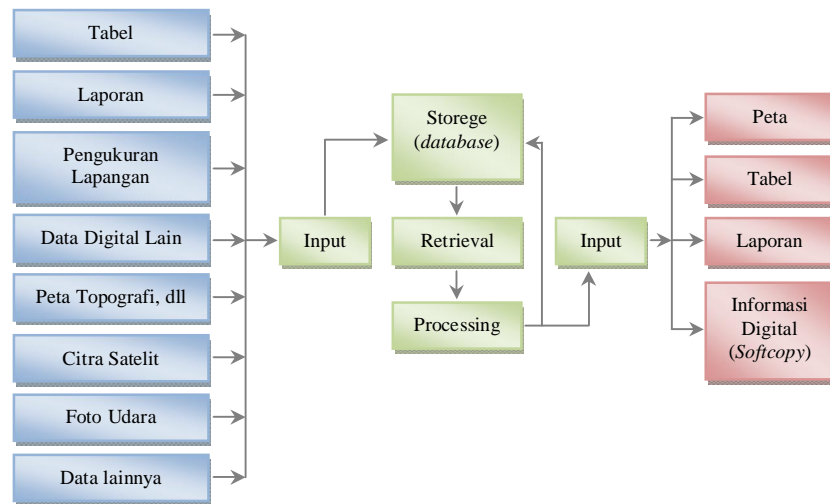 Tabel
Laporan
Pengukuran
Lapangan
Data Digital Lain
Peta Topografi, dll
Citra Satelit
Foto Udara
Data lainnya
Input
Storege
(database)
Retrieval
Processing
Input
Peta
Tabel
Laporan
Informasi
Digital
(Softcopy)